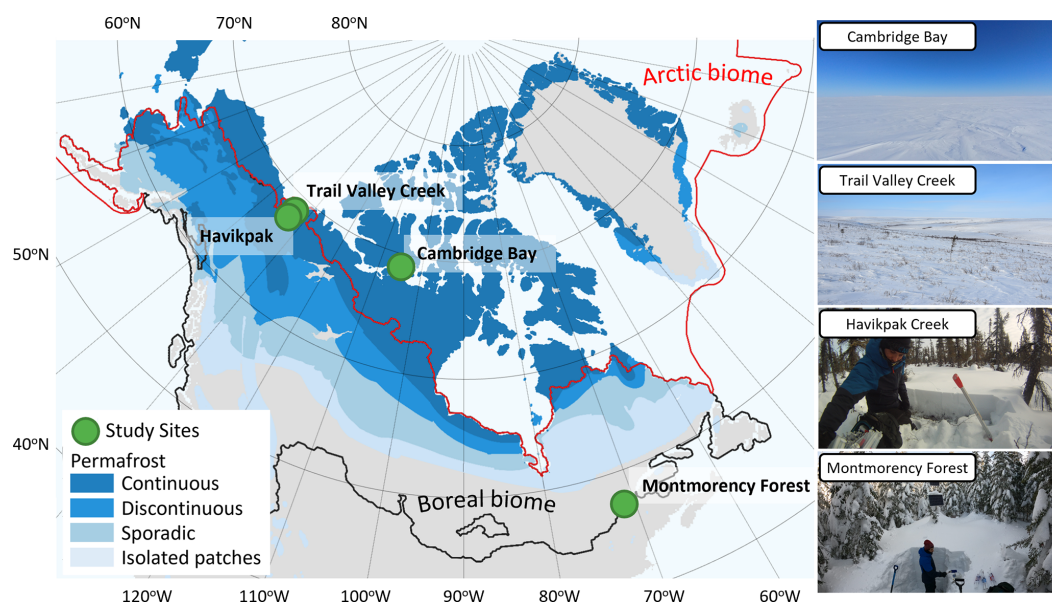 60ºN
70ºN
80ºN
Arctic biome
Trail Valley Creek
Havikpak
Cambridge Bay
50ºN
40ºN
Study Sites
Permafrost
Continuous
Discontinuous
Sporadic
Isolated patches
Boreal biome
Montmorency Forest
120ºW
110ºW
100ºW
90ºW
80ºW
70ºW
60ºW
Cambridge Bay
Trail Valley Creek
Havikpak Creek
Montmorency Forest